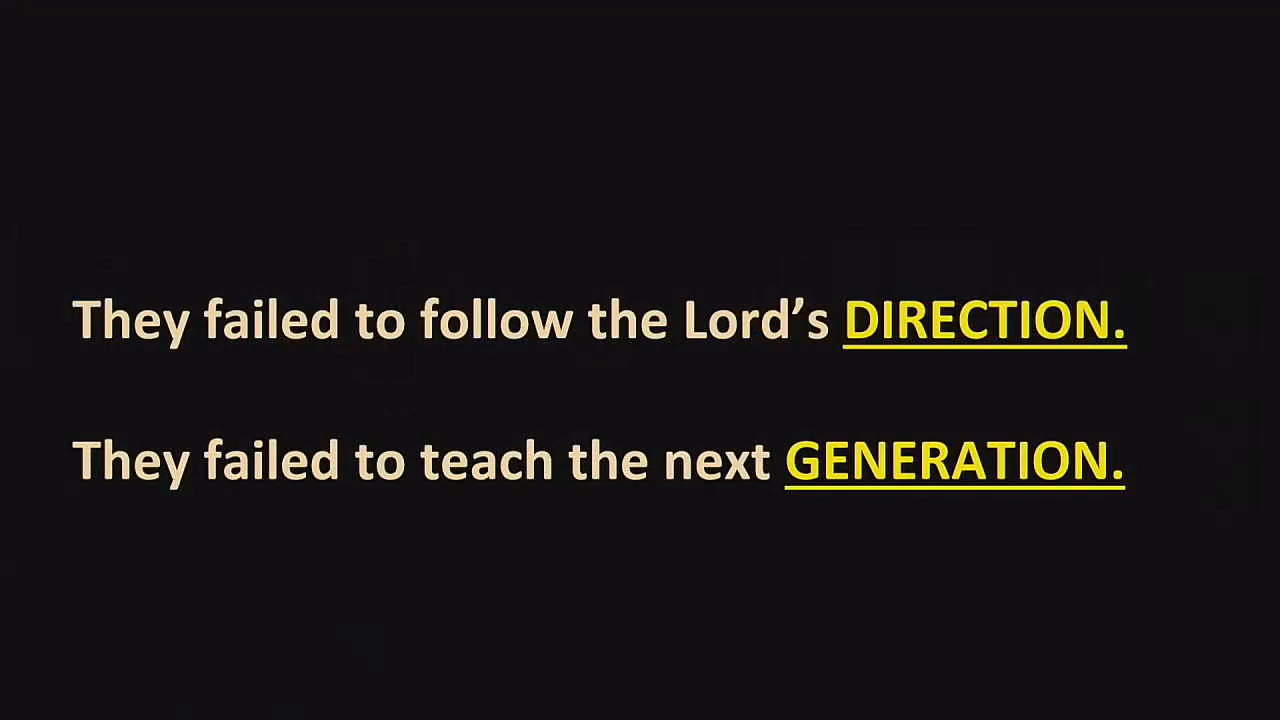 They failed to follow the Lord’s DIRECTION.
They failed to teach the next GENERATION.